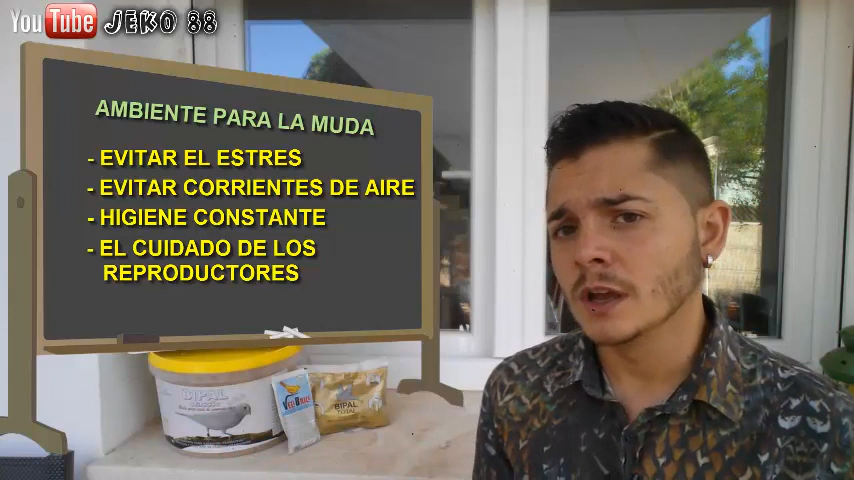 YouTube JEKO 88
AMBIENTE PARA LA MUDA
- EVITAR EL ESTRES
- EVITAR CORRIENTES DE AIRE
- HIGIENE CONSTANTE
- EL CUIDADO DE LOS
REPRODUCTORES
BIPAL
BIPAL
TOTAL